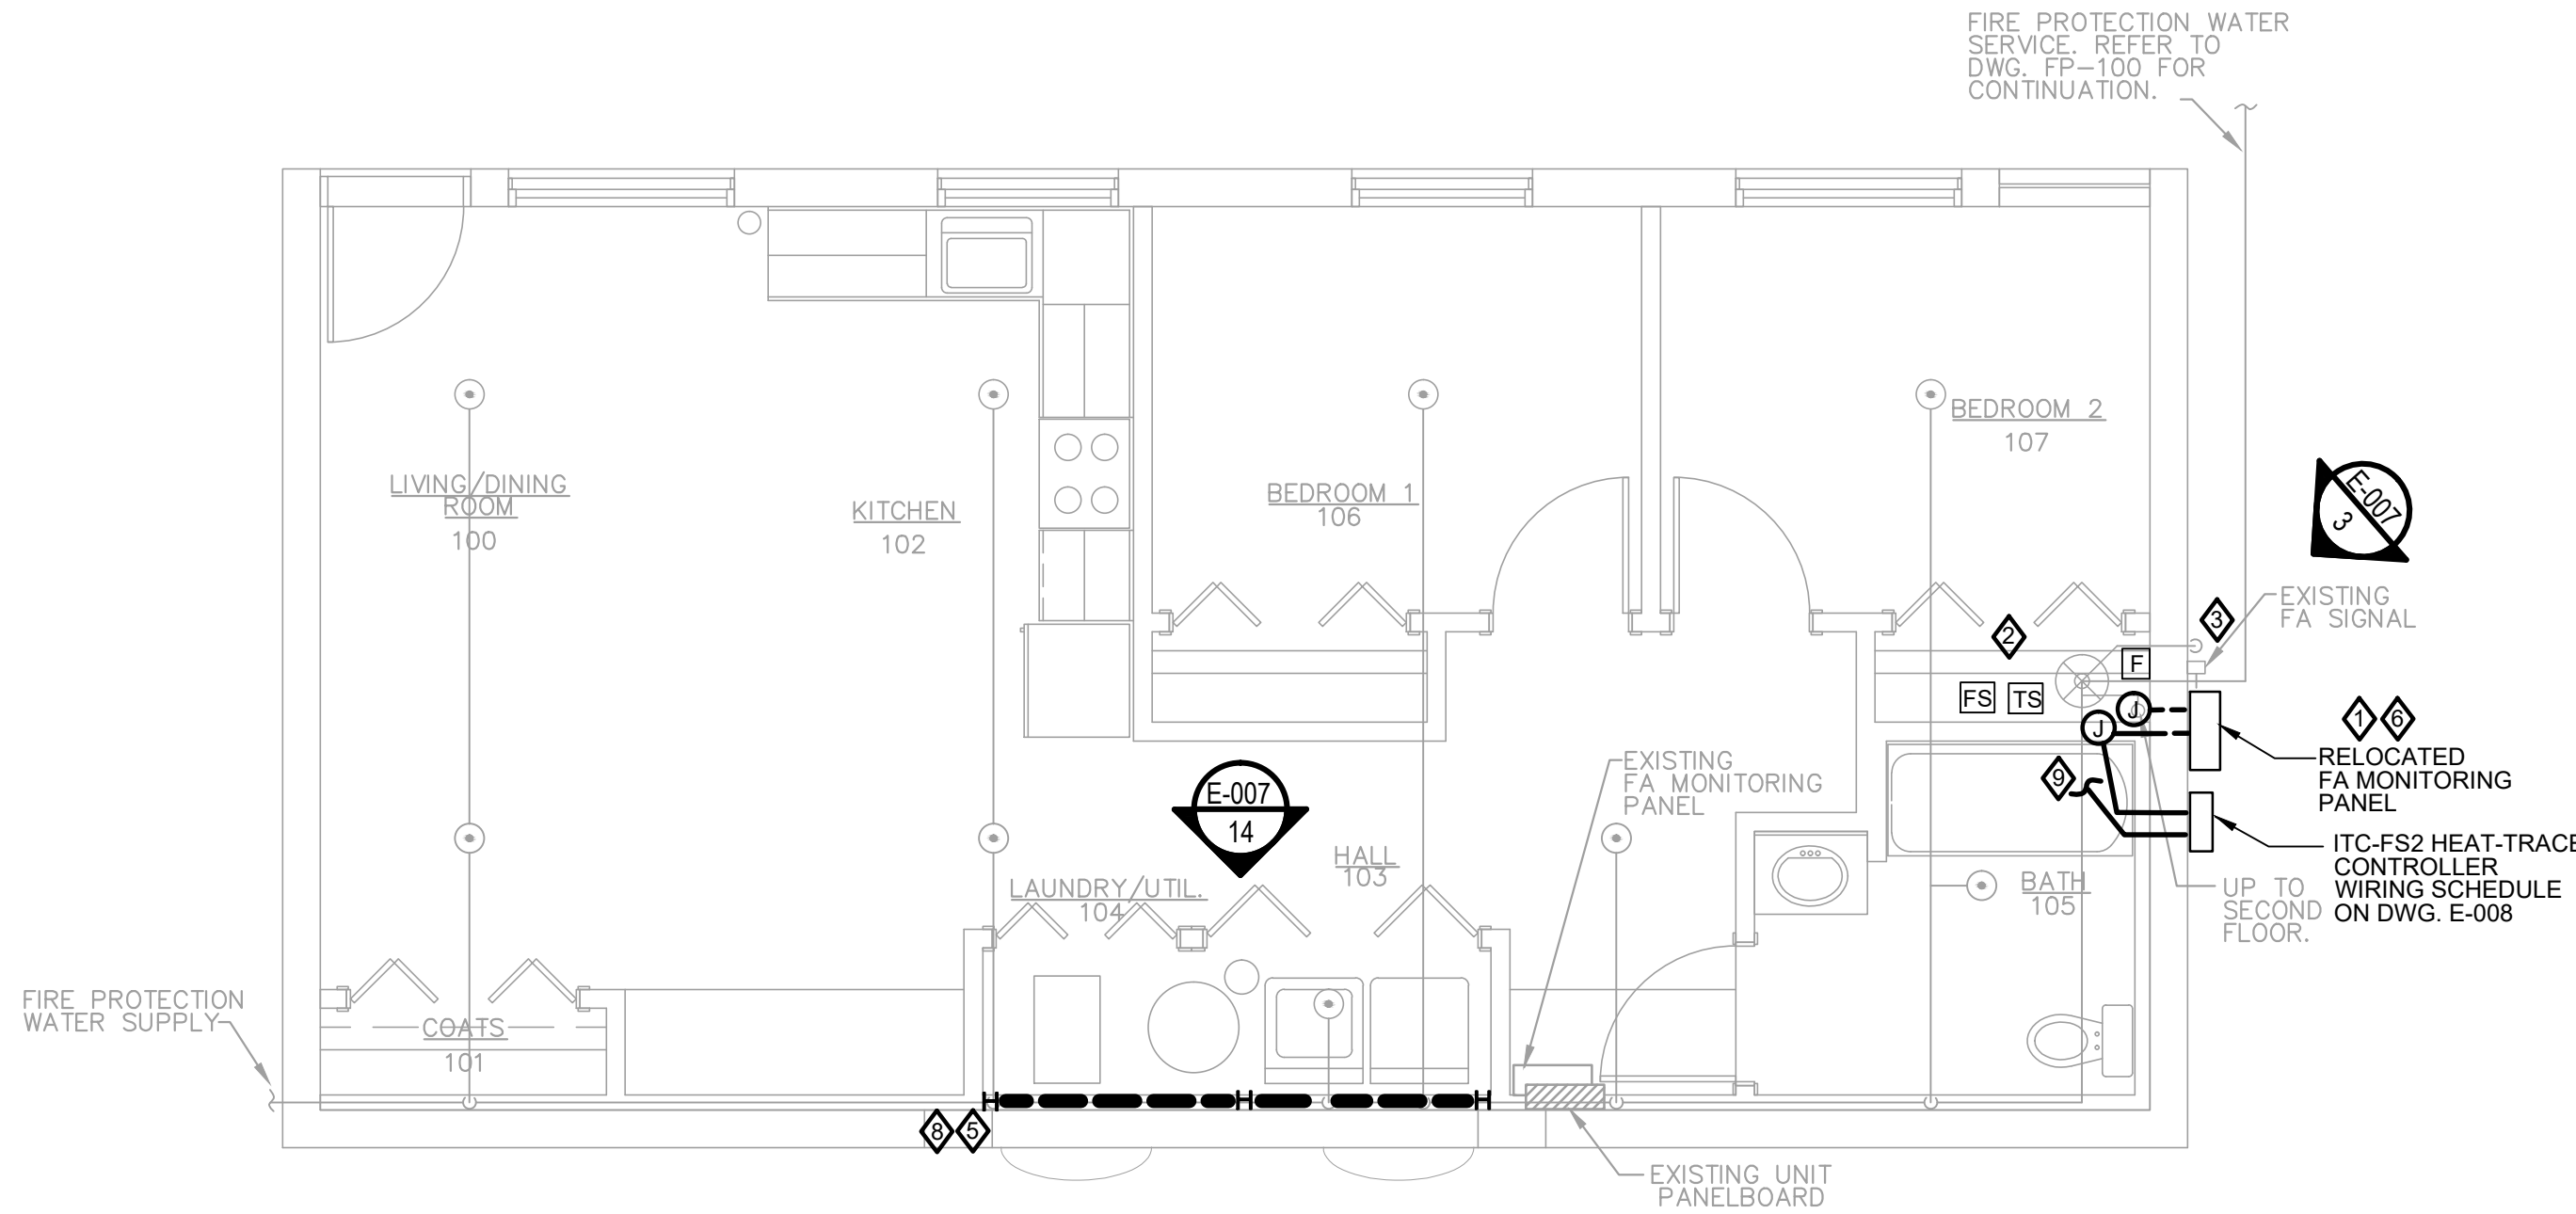 FIRE PROTECTION WATER
SERVICE. REFER TO
DWG. FP-100 FOR
CONTINUATION.
BEDROOM 2
107
LIVING/DINING
ROOM
100
KITCHEN
102
BEDROOM 1
106
E-007
3
EXISTING
FA SIGNAL
3
2
F
FS
TS
J
J
1
6
RELOCATED
FA MONITORING
PANEL
EXISTING
FA MONITORING
PANEL
9
E-007
14
ITC-FS2 HEAT-TRACE
CONTROLLER
WIRING SCHEDULE
ON DWG. E-008
HALL
103
LAUNDRY/UTIL.
104
BATH
105
UP TO
SECOND
FLOOR.
FIRE PROTECTION
WATER SUPPLY
COATS
101
8
5
EXISTING UNIT
PANELBOARD